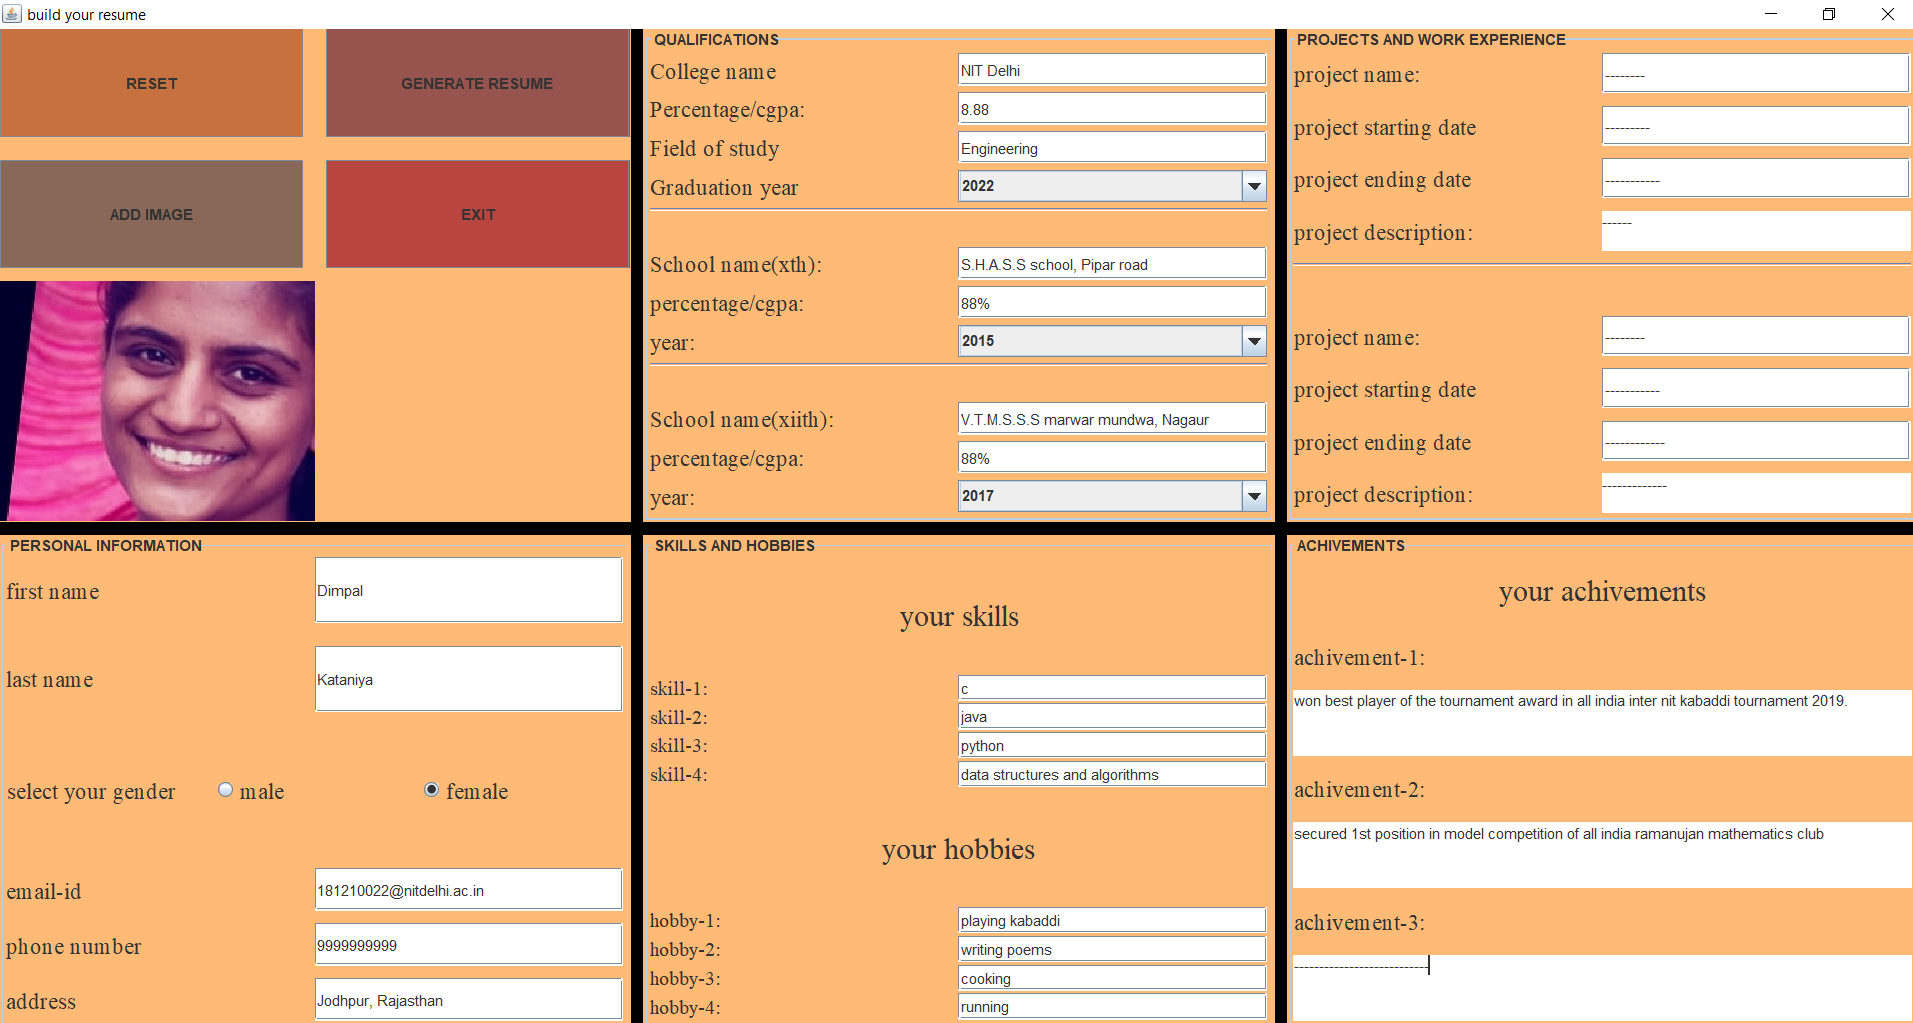 build your resume
RESET
GENERATE RESUME
ADD IMAGE
EXIT
QUALIFICATIONS
College name NIT Delhi
Percentage/cgpa: 8.88
Field of study Engineering
Graduation year 2022
School name(xth): S.H.A.S.S school, Pipar road
percentage/cgpa: 88%
year: 2015
School name(xiith): V.T.M.S.S.S marwar mundwa, Nagaur
percentage/cgpa: 88%
year: 2017
PROJECTS AND WORK EXPERIENCE
project name: --------
project starting date ---------
project ending date -----------
project description: ------
project name: --------
project starting date -----------
project ending date ------------
project description: -------------
PERSONAL INFORMATION
first name Dimpal
last name Kataniya
select your gender male female
email-id 181210022@nitdelhi.ac.in
phone number 9999999999
address Jodhpur, Rajasthan
SKILLS AND HOBBIES
your skills
skill-1: c
skill-2: java
skill-3: python
skill-4: data structures and algorithms
your hobbies
hobby-1: playing kabaddi
hobby-2: writing poems
hobby-3: cooking
hobby-4: running
ACHIVEMENTS
your achivements
achivement-1:
won best player of the tournament award in all india inter nit kabaddi tournament 2019.
achivement-2:
secured 1st position in model competition of all india ramanujan mathematics club
achivement-3:
---------------------------